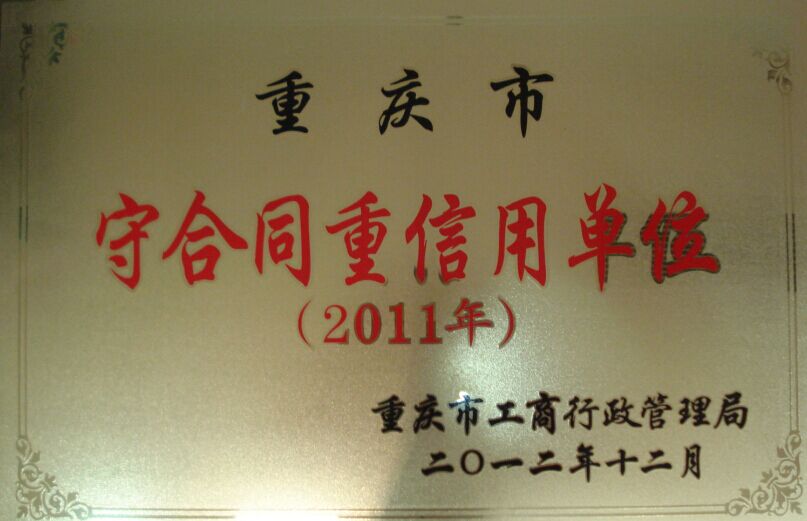 重庆市
守合同重信用单位
(2011年)
重庆市工商行政管理局
二〇一二年十二月